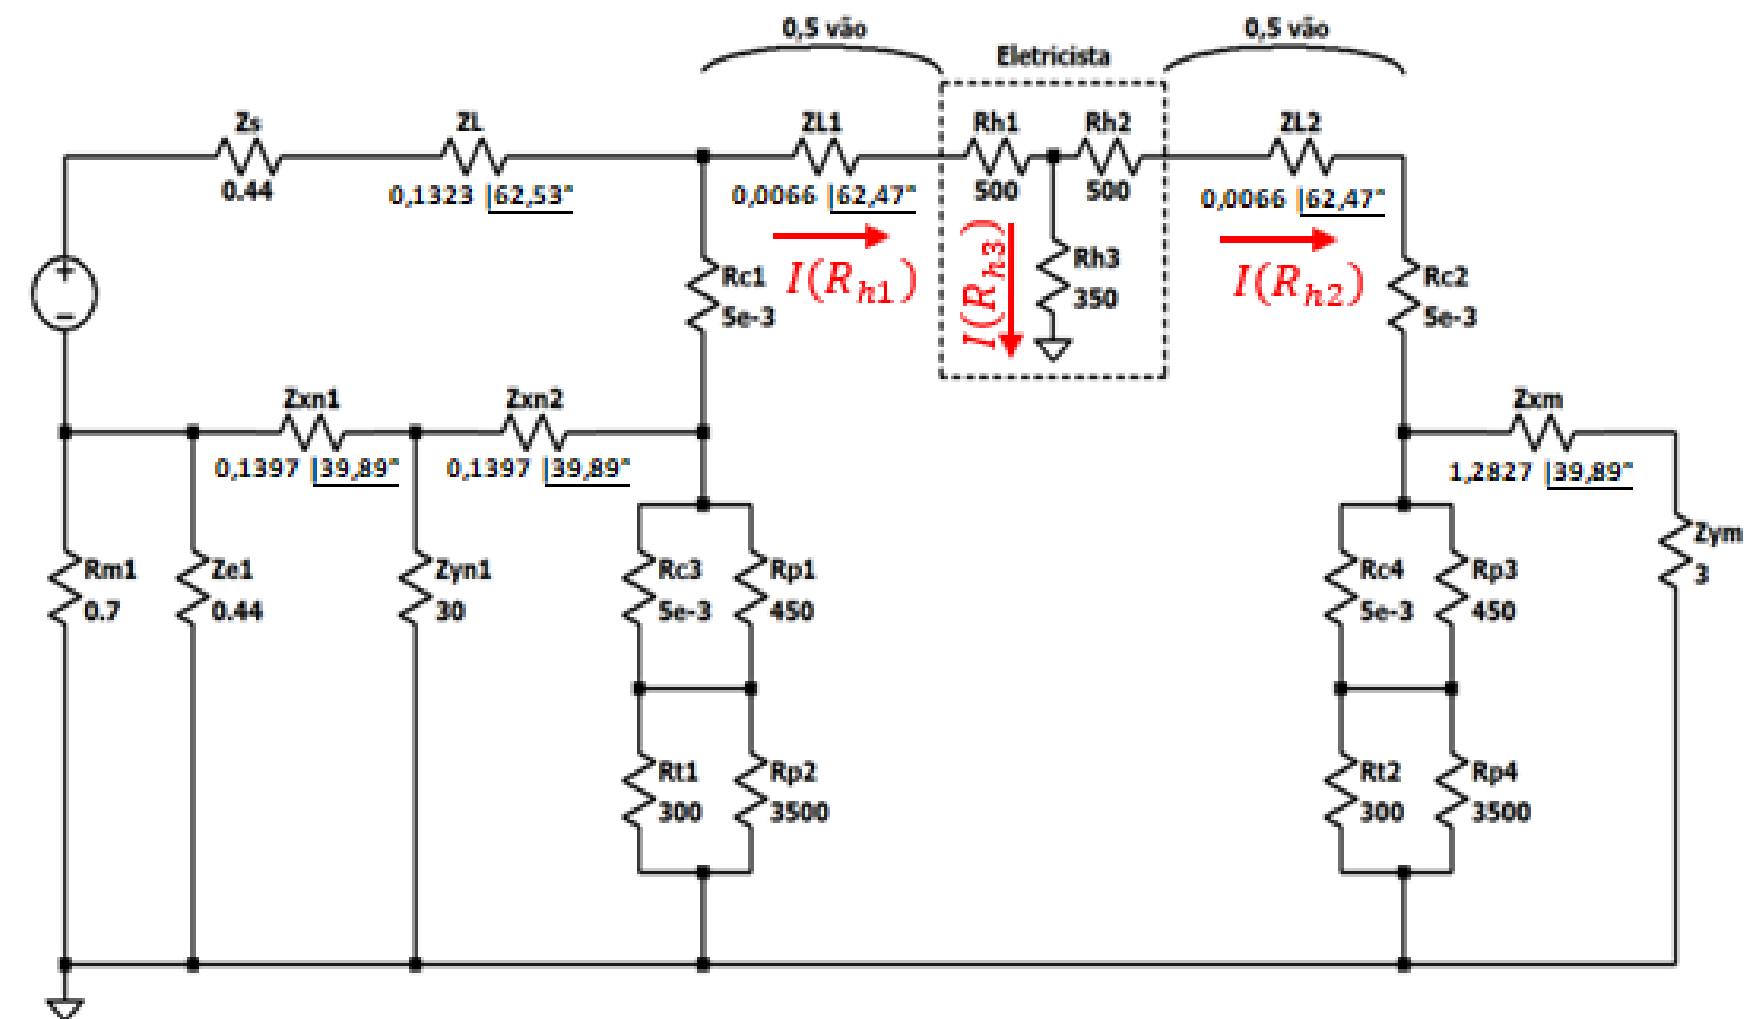 0,5 vão
0,5 vão
Eletricista
Zs
0.44
ZL
0,1323 |62,53°
ZL1
0,0066 |62,47°
Rh1
500
Rh2
500
ZL2
0,0066 |62,47°
I(Rh1)
I(Rh3)
Rh3
350
I(Rh2)
Rc1
5e-3
Rc2
5e-3
+
−
Zxn1
0,1397 |39,89°
Zxn2
0,1397 |39,89°
Zxm
1,2827 |39,89°
Rm1
0.7
Ze1
0.44
Zyn1
30
Rc3
5e-3
Rp1
450
Rc4
5e-3
Rp3
450
Zym
3
Rt1
300
Rp2
3500
Rt2
300
Rp4
3500